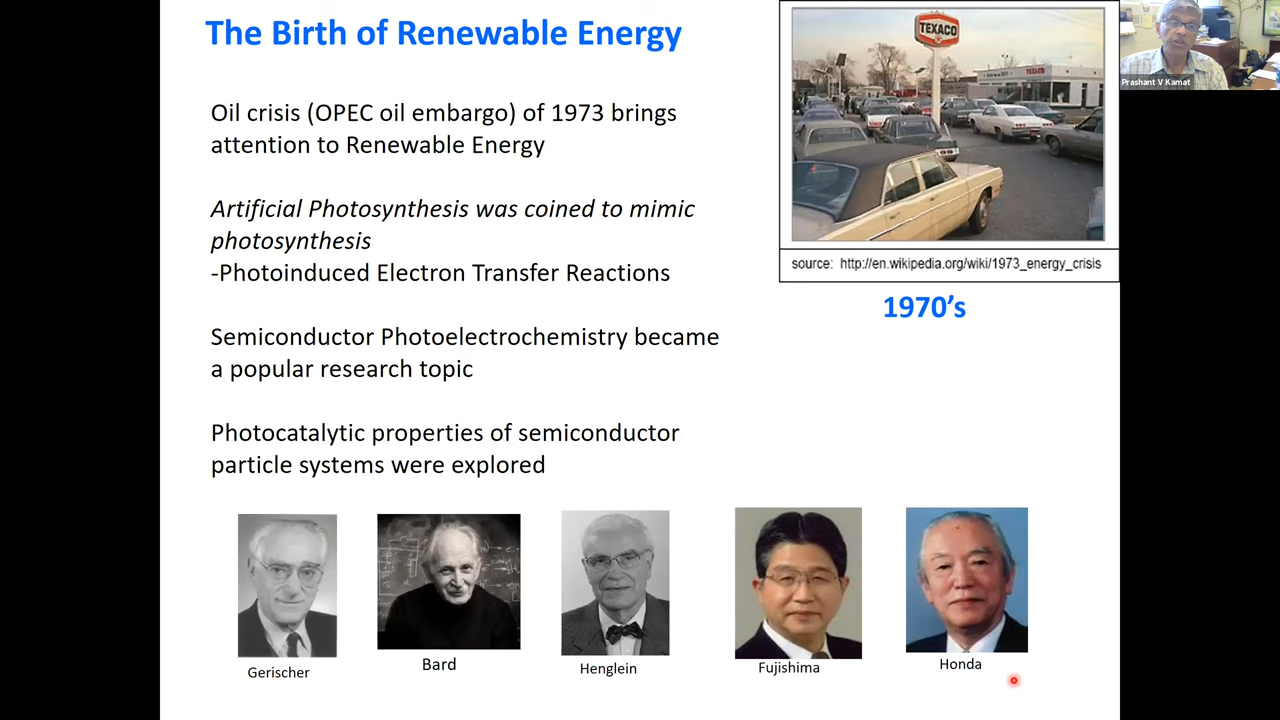 The Birth of Renewable Energy
Oil crisis (OPEC oil embargo) of 1973 brings
attention to Renewable Energy
Artificial Photosynthesis was coined to mimic
photosynthesis
-Photoinduced Electron Transfer Reactions
Semiconductor Photoelectrochemistry became
a popular research topic
Photocatalytic properties of semiconductor
particle systems were explored
TEXACO
TEXACO
source: http://en.wikipedia.org/wiki/1973_energy_crisis
1970’s
Prashant V Kamat
Gerischer
Bard
Henglein
Fujishima
Honda